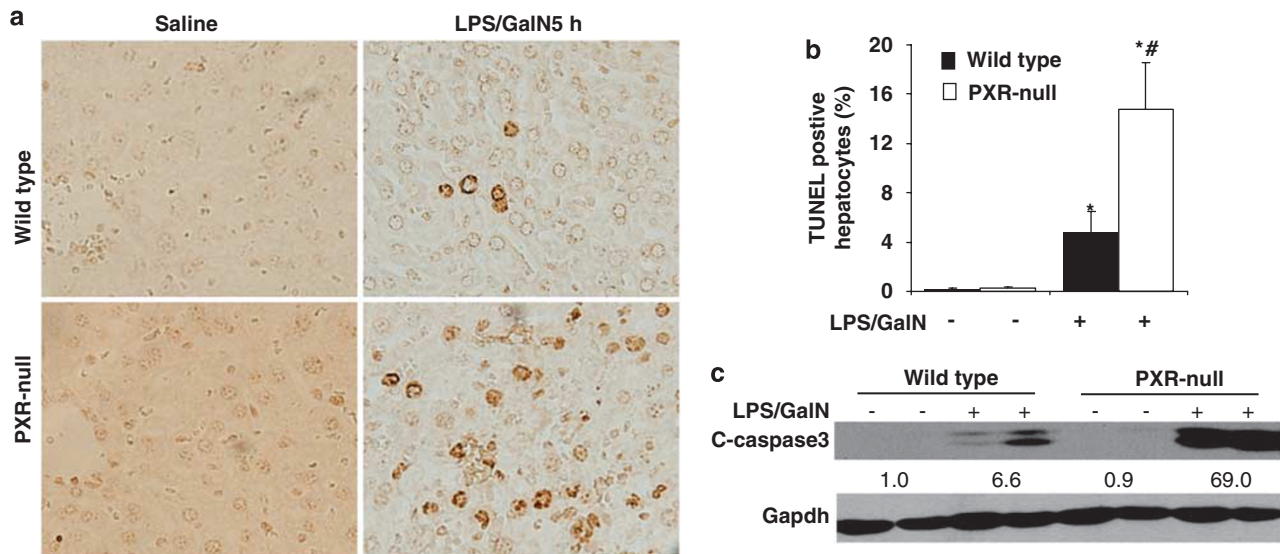 a
Saline
LPS/GalN5 h
Wild type
PXR-null
b
TUNEL postive
hepatocytes (%)
20
16
12
8
4
0
Wild type
PXR-null
*
*#
LPS/GalN - - + +
c
Wild type PXR-null
LPS/GalN - - + + - - + +
C-caspase3
1.0 6.6 0.9 69.0
Gapdh